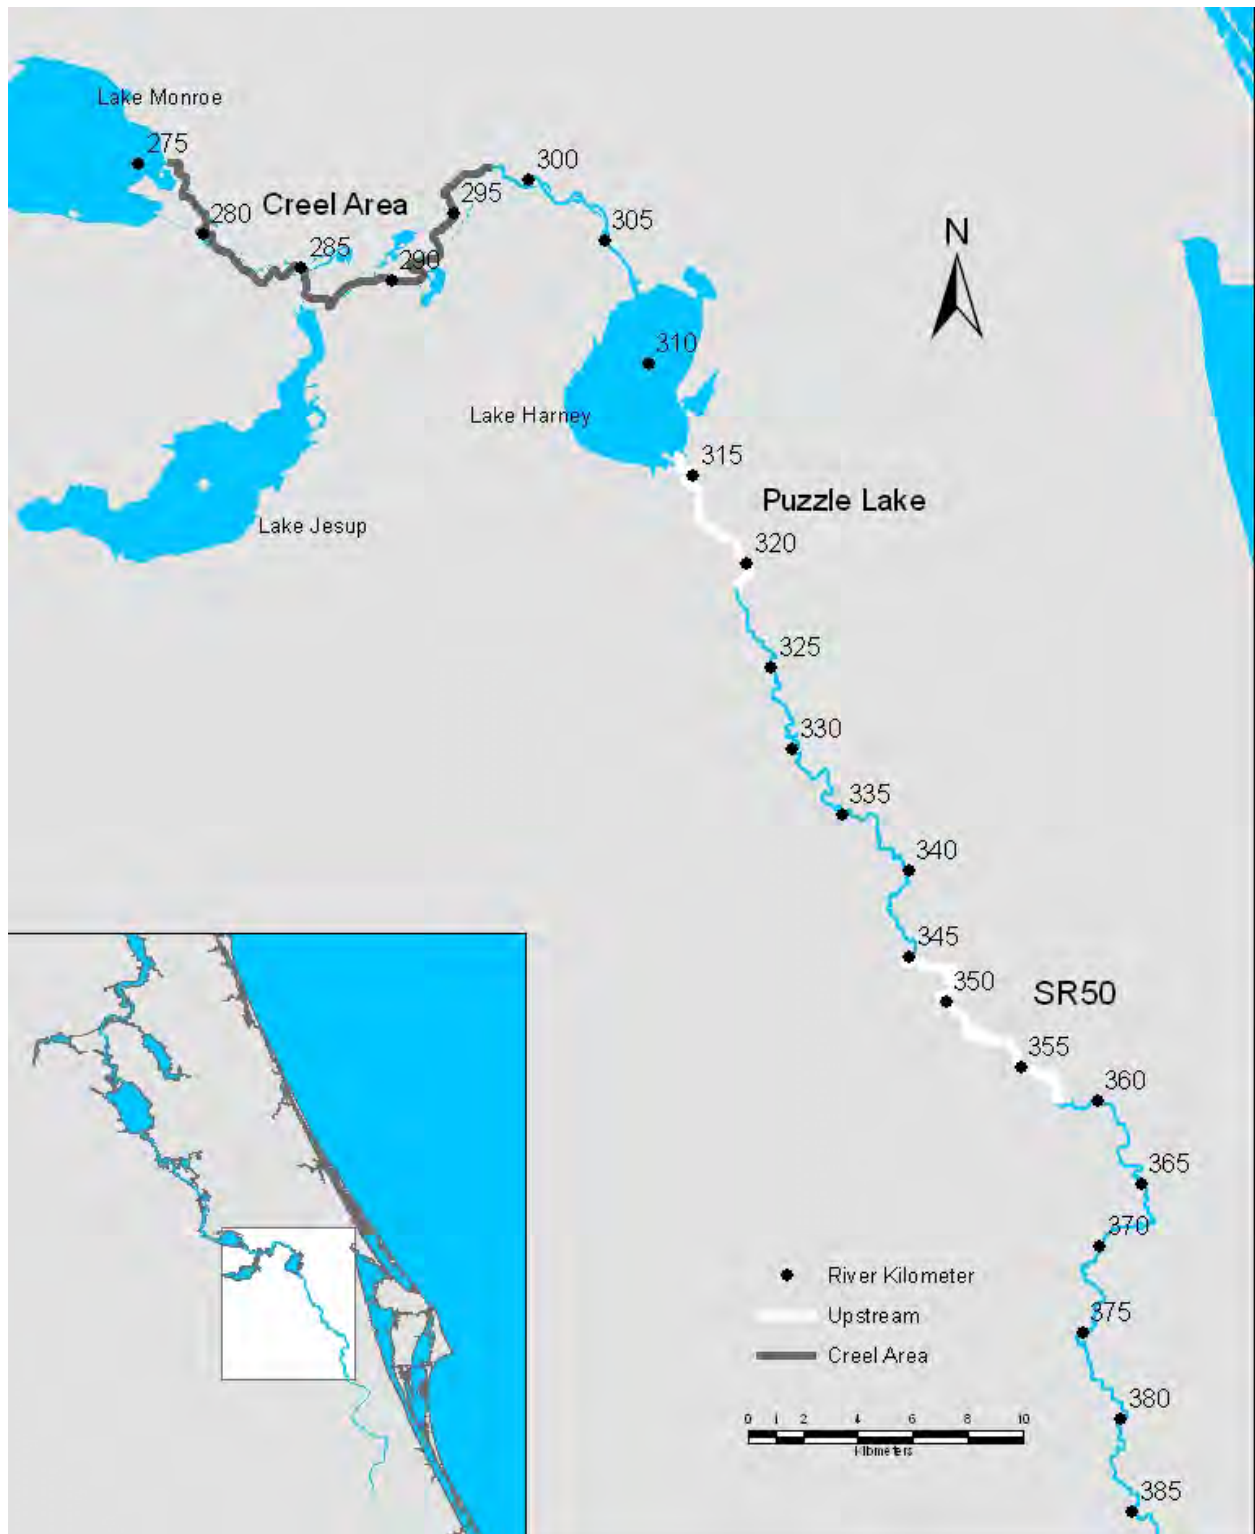 Lake Monroe
275
300
295
Creel Area
280
305
285
290
N
310
Lake Harney
315
Puzzle Lake
Lake Jesup
320
325
330
335
340
345
350
SR50
355
360
365
370
River Kilometer
Upstream
375
Creel Area
380
0 1 2 4 6 8 10
Kilometers
385